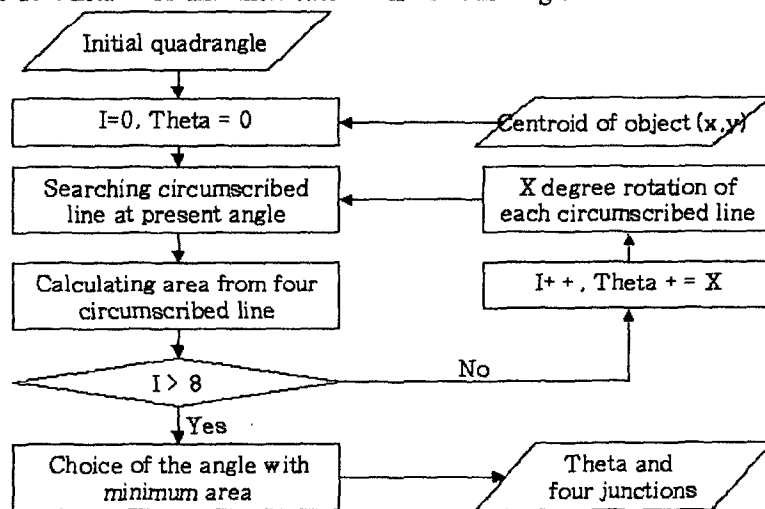 Initial quadrangle
I=0, Theta = 0
Centroid of object (x,y)
Searching circumscribed
line at present angle
X degree rotation of
each circumscribed line
Calculating area from four
circumscribed line
I+ +, Theta + = X
I > 8
No
Yes
Choice of the angle with
minimum area
Theta and
four junctions